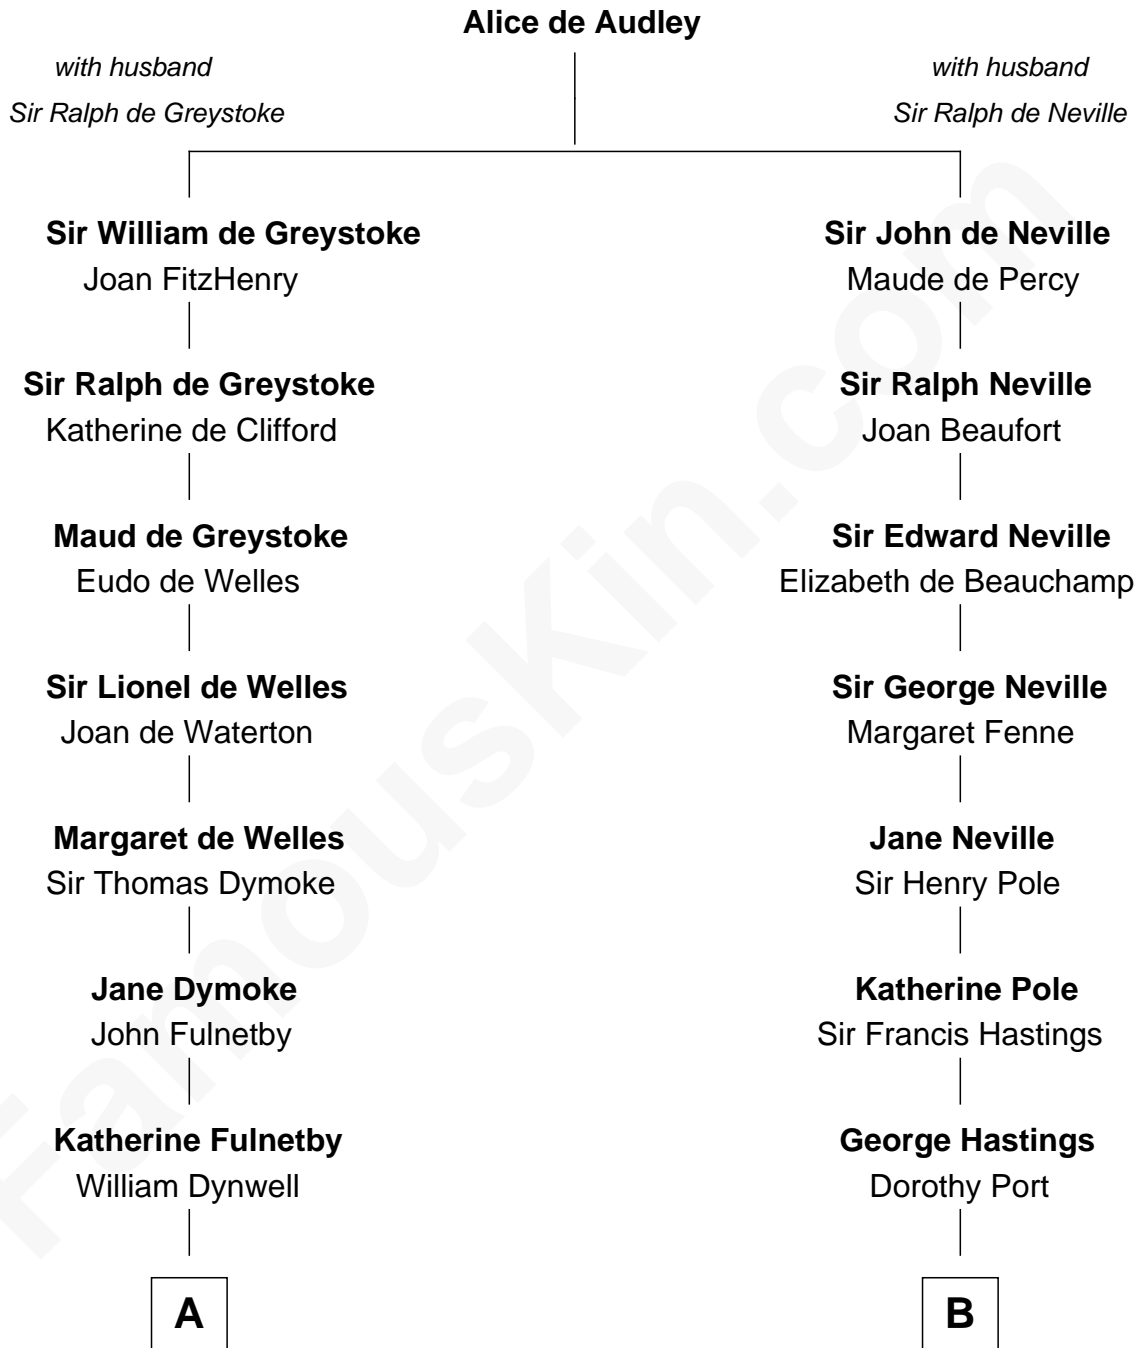 Alice de Audley
with husband
Sir Ralph de Greystoke
with husband
Sir Ralph de Neville
Sir William de Greystoke
Joan FitzHenry
Sir John de Neville
Maude de Percy
Sir Ralph de Greystoke
Katherine de Clifford
Sir Ralph Neville
Joan Beaufort
Maud de Greystoke
Eudo de Welles
Sir Edward Neville
Elizabeth de Beauchamp
Sir Lionel de Welles
Joan de Waterton
Sir George Neville
Margaret Fenne
Margaret de Welles
Sir Thomas Dymoke
Jane Neville
Sir Henry Pole
Jane Dymoke
John Fulnetby
Katherine Pole
Sir Francis Hastings
Katherine Fulnetby
William Dynwell
George Hastings
Dorothy Port
A
B
FamousKin.com